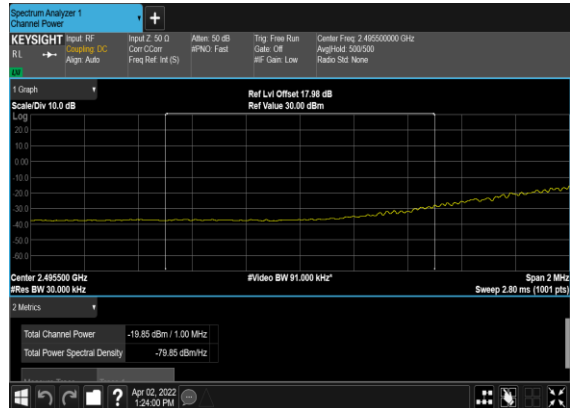 Spectrum Analyzer 1
Channel Power
KEYSIGHT Input: RF Input Z: 50 Ω Atten: 50 dB Trig: Free Run Center Freq: 2.495500000 GHz
RL Coupling: DC Corr CCorr #PNO: Fast Gate: Off Avg|Hold: 500/500
Align: Auto Freq Ref: Int (S) #IF Gain: Low Radio Std: None
1 Graph
Ref Lvl Offset 17.98 dB
Scale/Div 10.0 dB Ref Value 30.00 dBm
Log
20.0
10.0
0.00
-10.0
-20.0
-30.0
-40.0
-50.0
-60.0
Center 2.495500 GHz #Video BW 91.000 kHz* Span 2 MHz
#Res BW 30.000 kHz Sweep 2.80 ms (1001 pts)
2 Metrics
Total Channel Power -19.85 dBm / 1.00 MHz
Total Power Spectral Density -79.85 dBm/Hz
Apr 02, 2022
1:24:00 PM